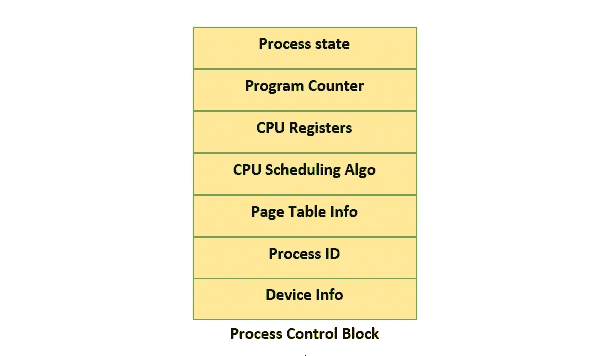 Process state
Program Counter
CPU Registers
CPU Scheduling Algo
Page Table Info
Process ID
Device Info
Process Control Block